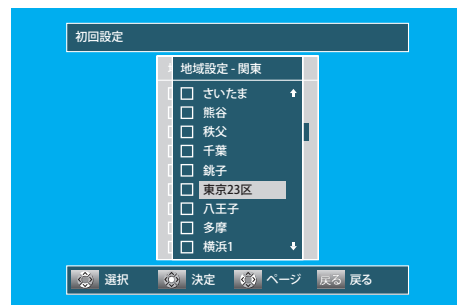 初回設定
地域設定 - 関東
さいたま
熊谷
秩父
千葉
銚子
東京23区
八王子
多摩
横浜1
選択 決定 ページ 戻る 戻る